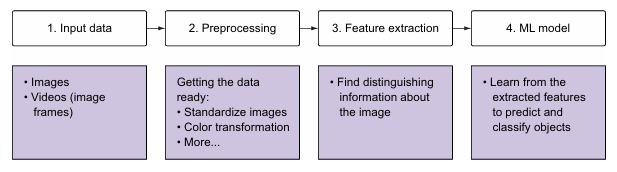 1. Input data
2. Preprocessing
3. Feature extraction
4. ML model
• Images
• Videos (image
frames)
Getting the data
ready:
• Standardize images
• Color transformation
• More...
• Find distinguishing
information about
the image
• Learn from the
extracted features
to predict and
classify objects